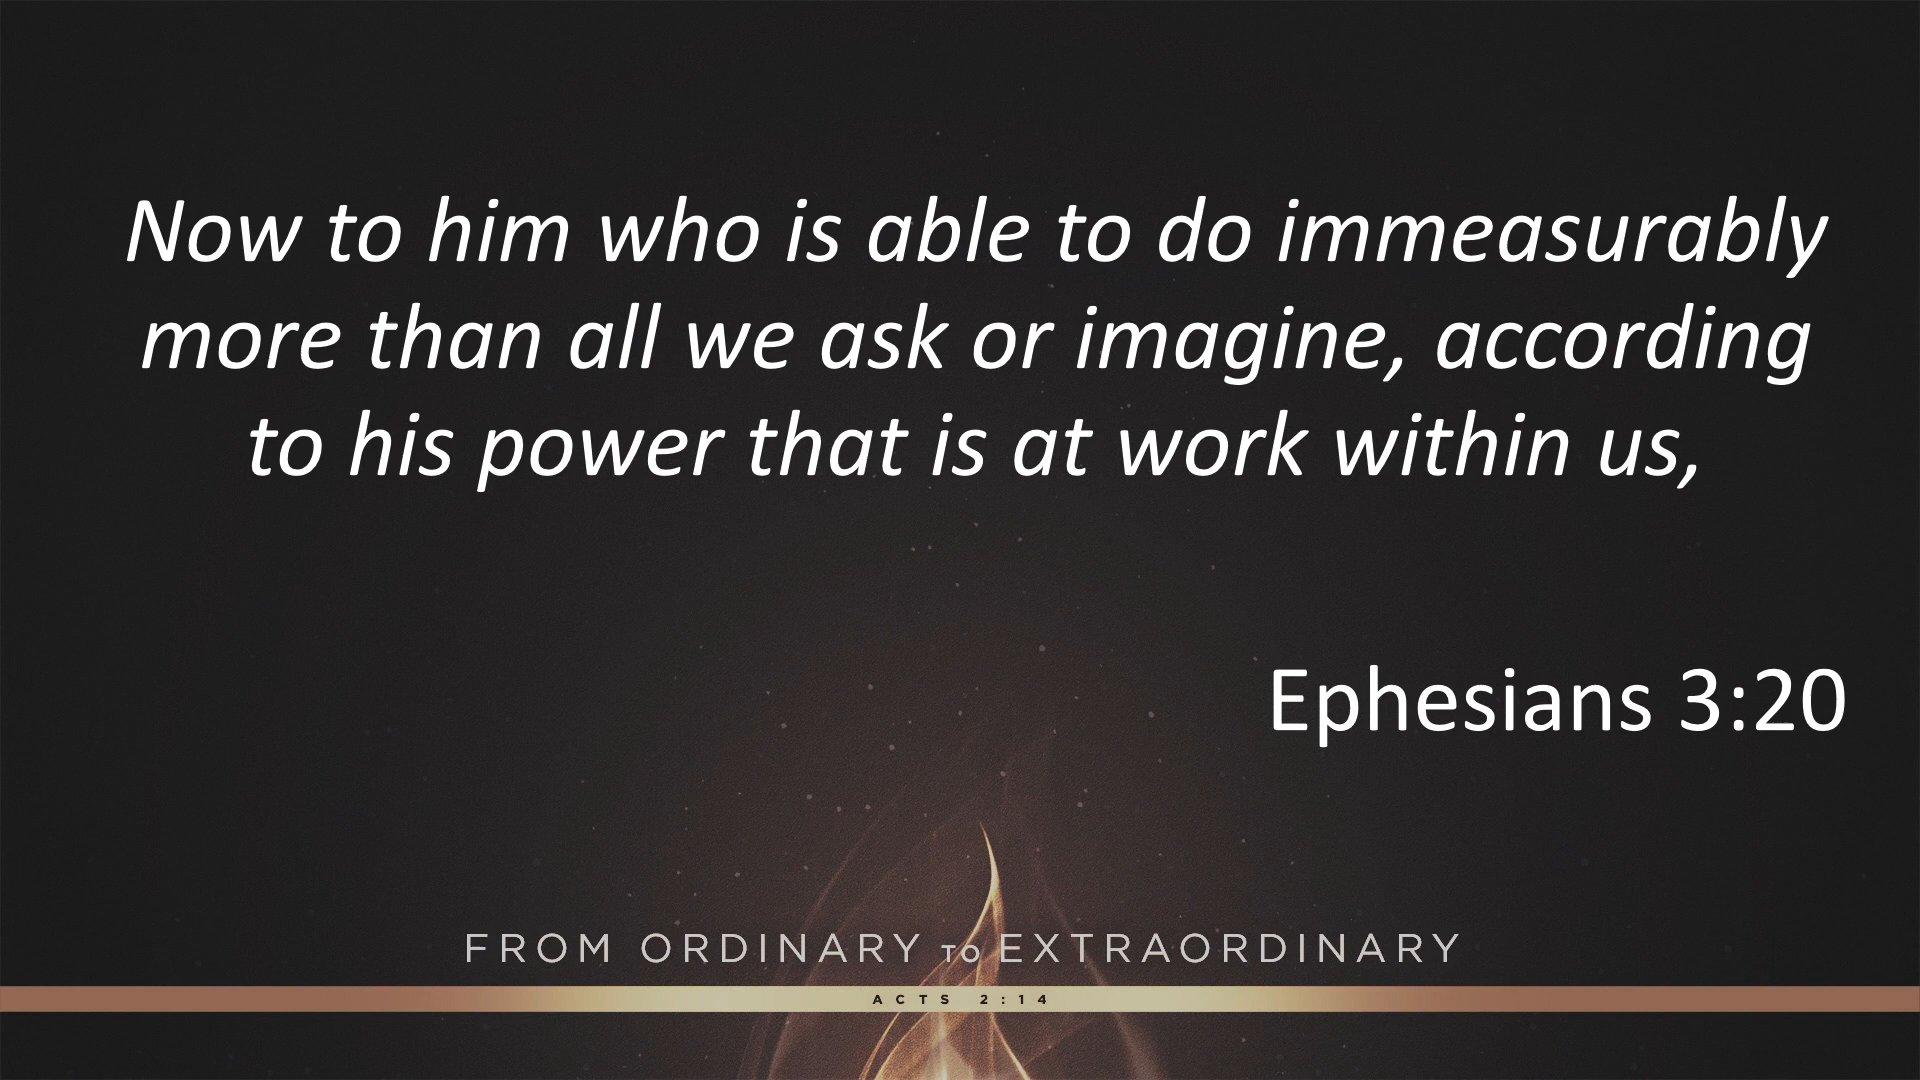 Now to him who is able to do immeasurably
more than all we ask or imagine, according
to his power that is at work within us,
Ephesians 3:20
FROM ORDINARY TO EXTRAORDINARY
ACTS 2:14